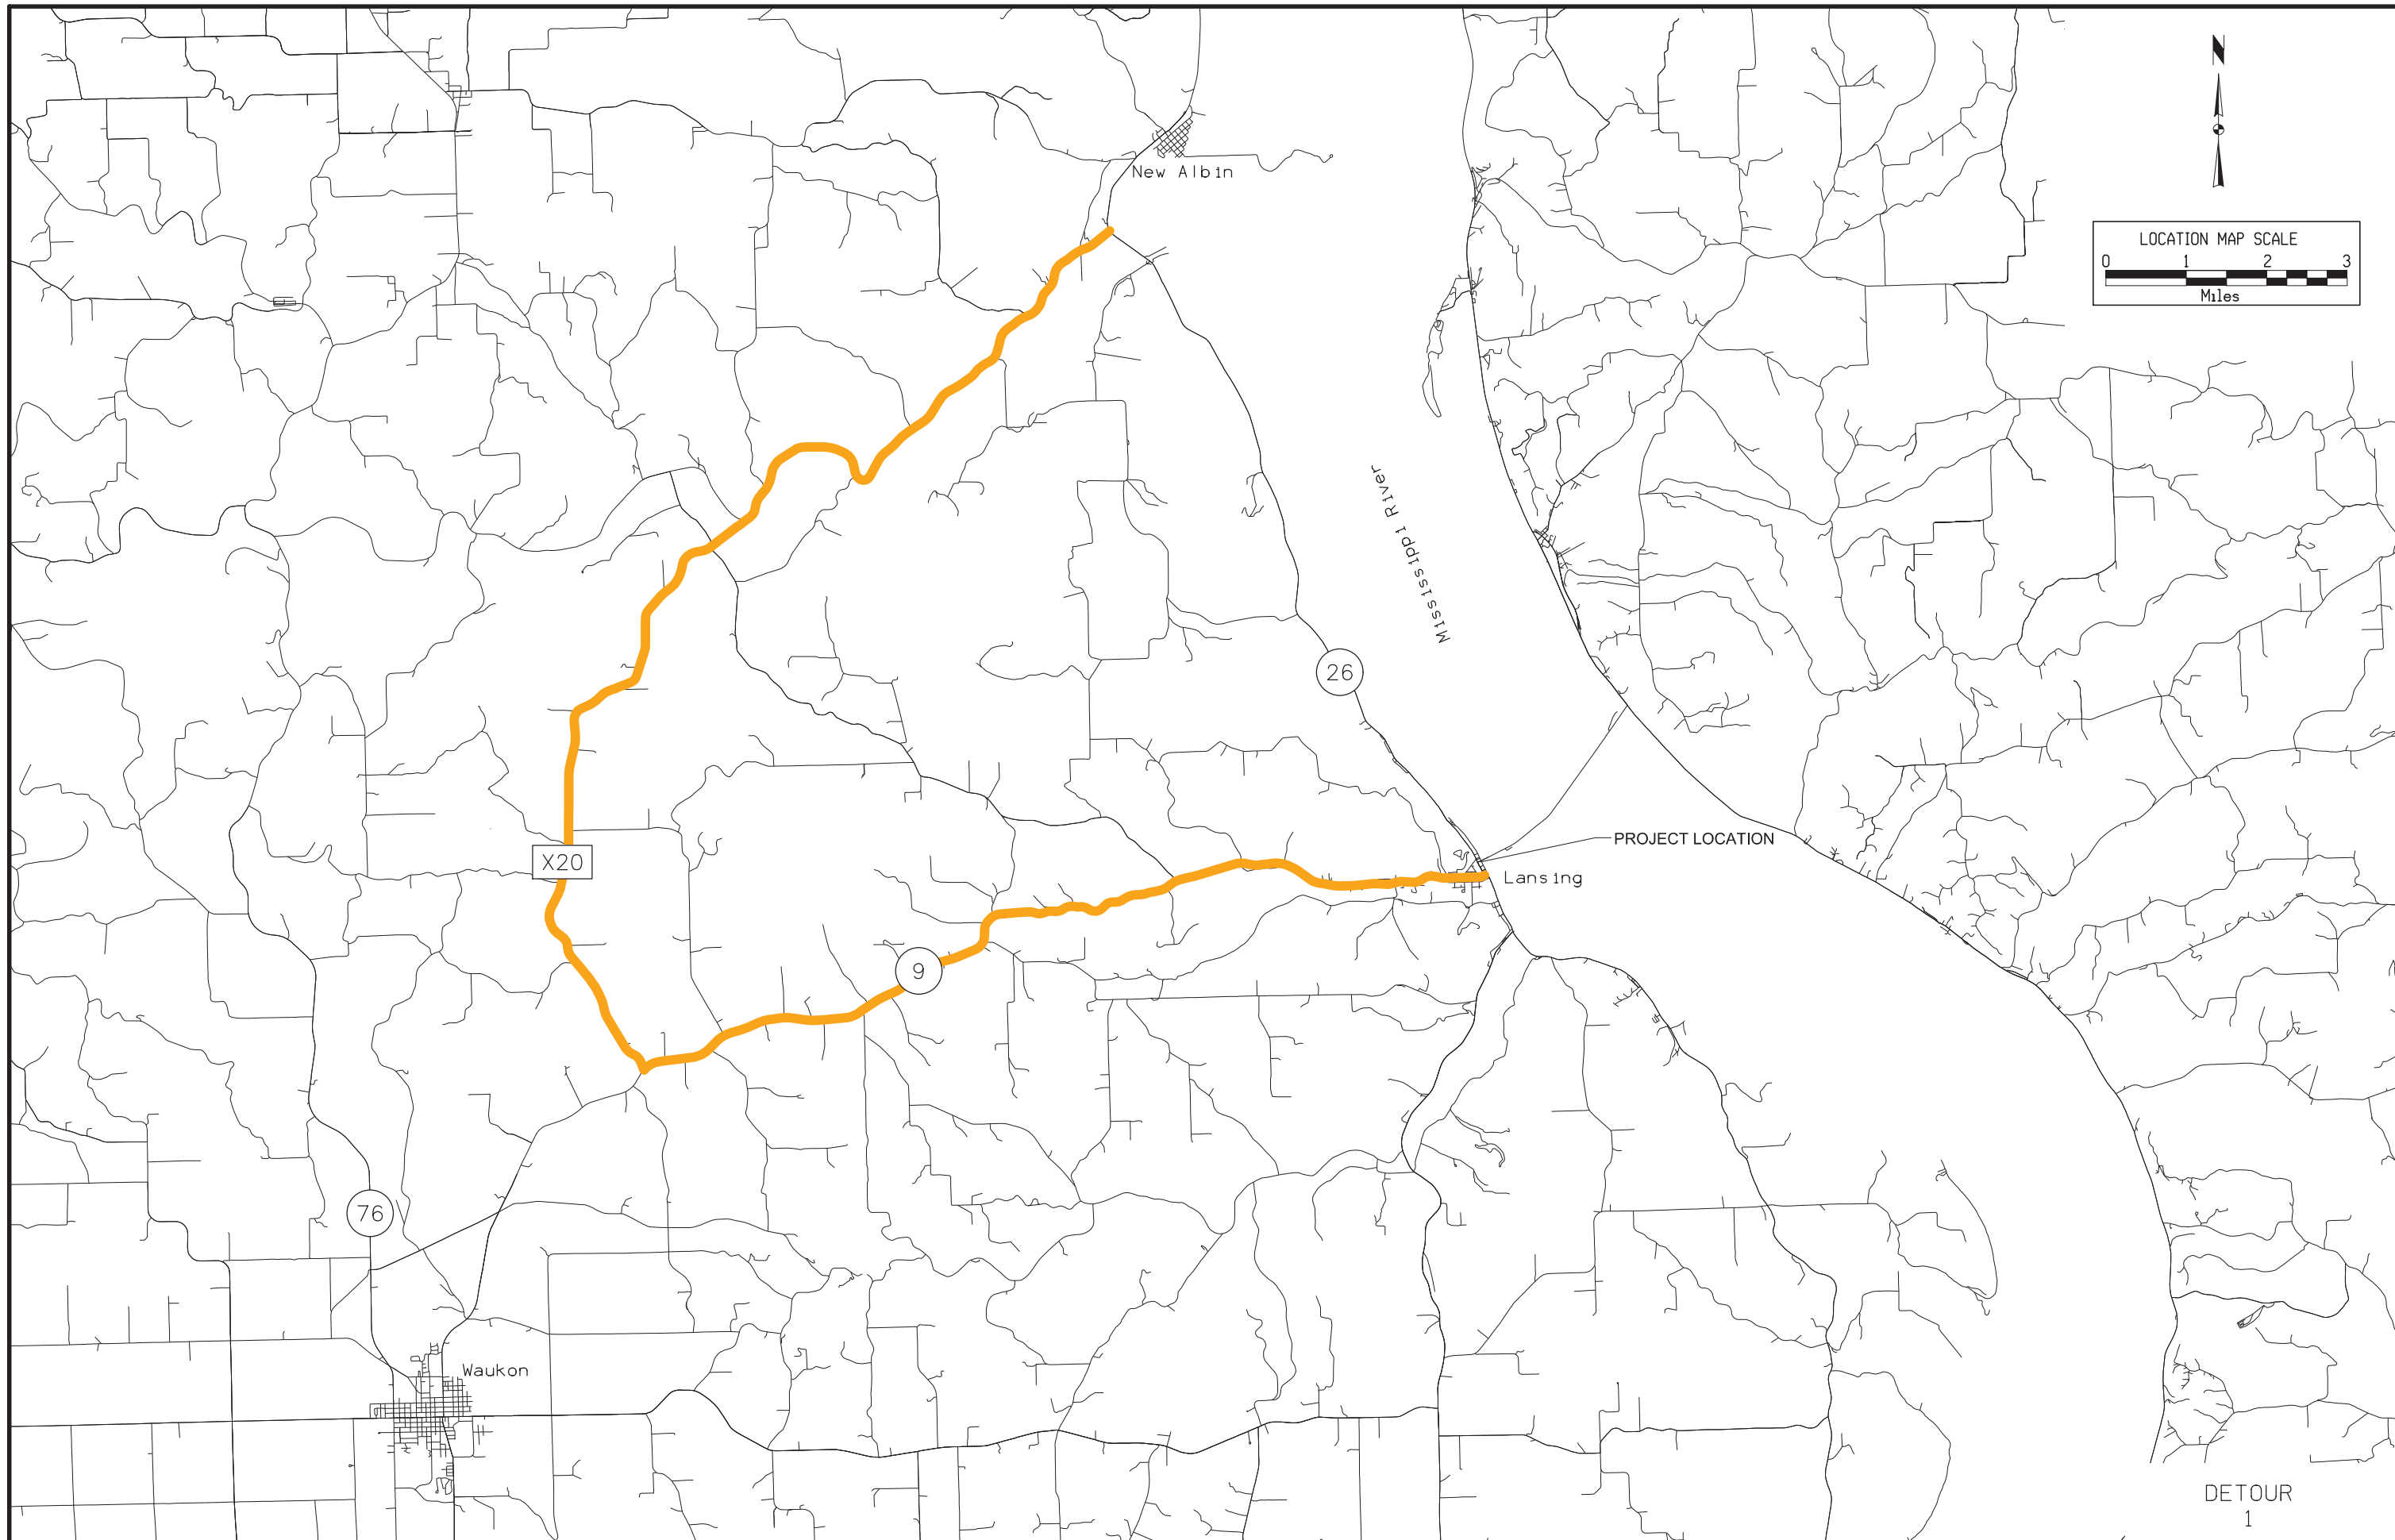 N
New Albin
LOCATION MAP SCALE
0 1 2 3
Miles
Mississippi River
26
PROJECT LOCATION
X20
Lansing
9
76
Waukon
DETOUR
1